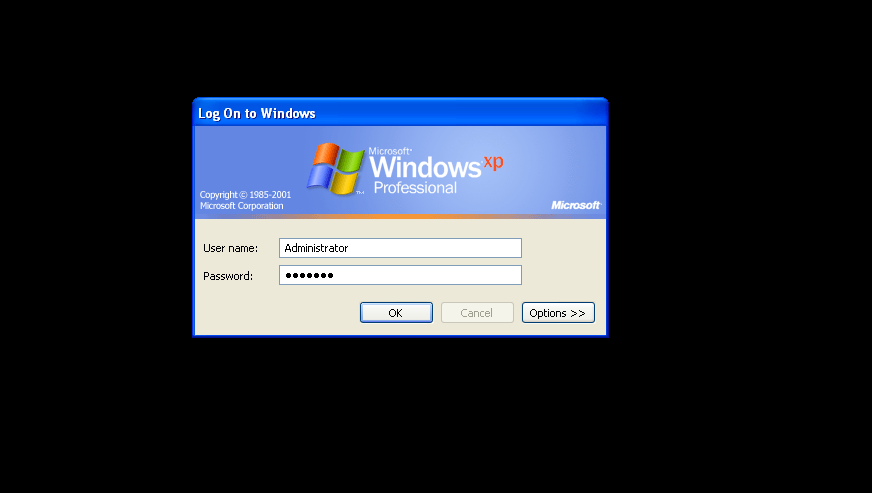 Log On to Windows
Microsoft®
Windows xp
Professional
TM
Copyright © 1985-2001
Microsoft Corporation
Microsoft®
User name: Administrator
Password: ●●●●●●●
OK Cancel Options >>